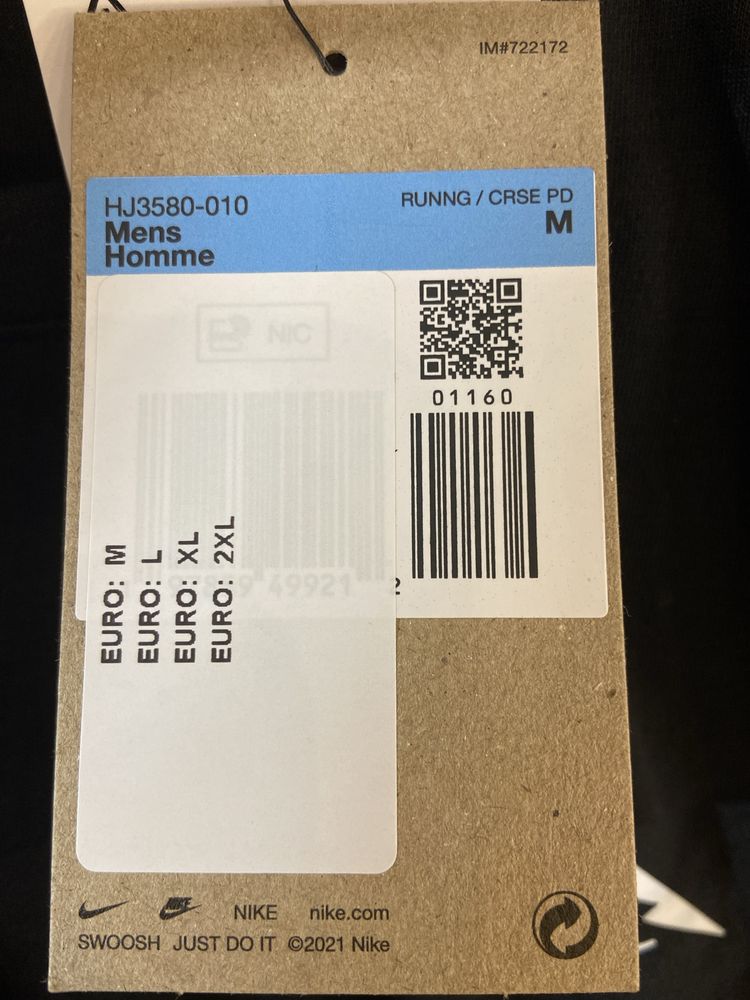 IM#722172
HJ3580-010
RUNNG / CRSE PD
Mens
M
Homme
NIC
01160
49921 2
EURO: M
EURO: L
EURO: XL
EURO: 2XL
NIKE nike.com
SWOOSH JUST DO IT ©2021 Nike